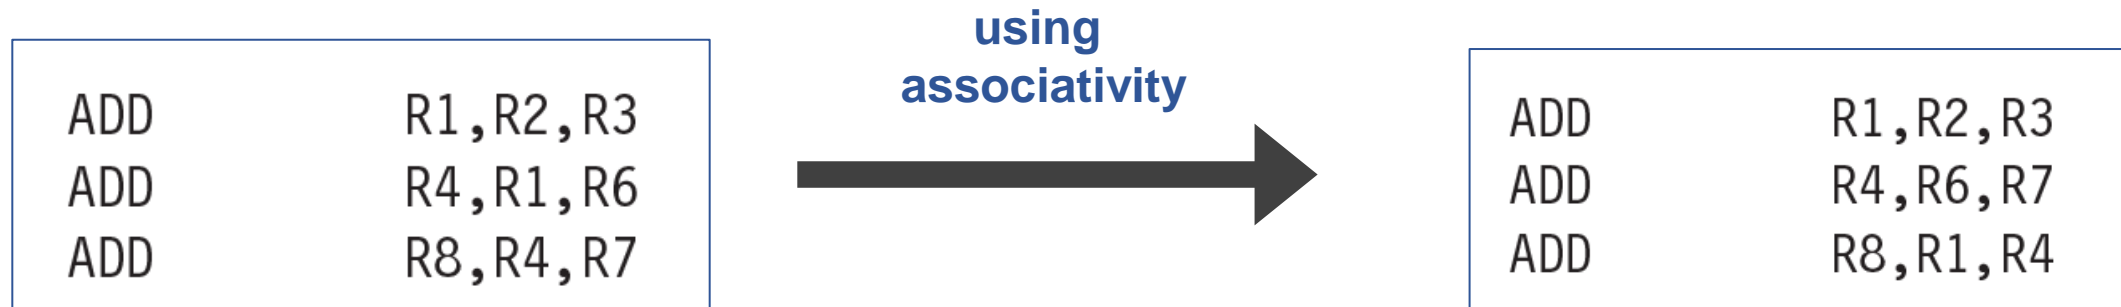 ADD R1,R2,R3
ADD R4,R1,R6
ADD R8,R4,R7
using
associativity
ADD R1,R2,R3
ADD R4,R6,R7
ADD R8,R1,R4